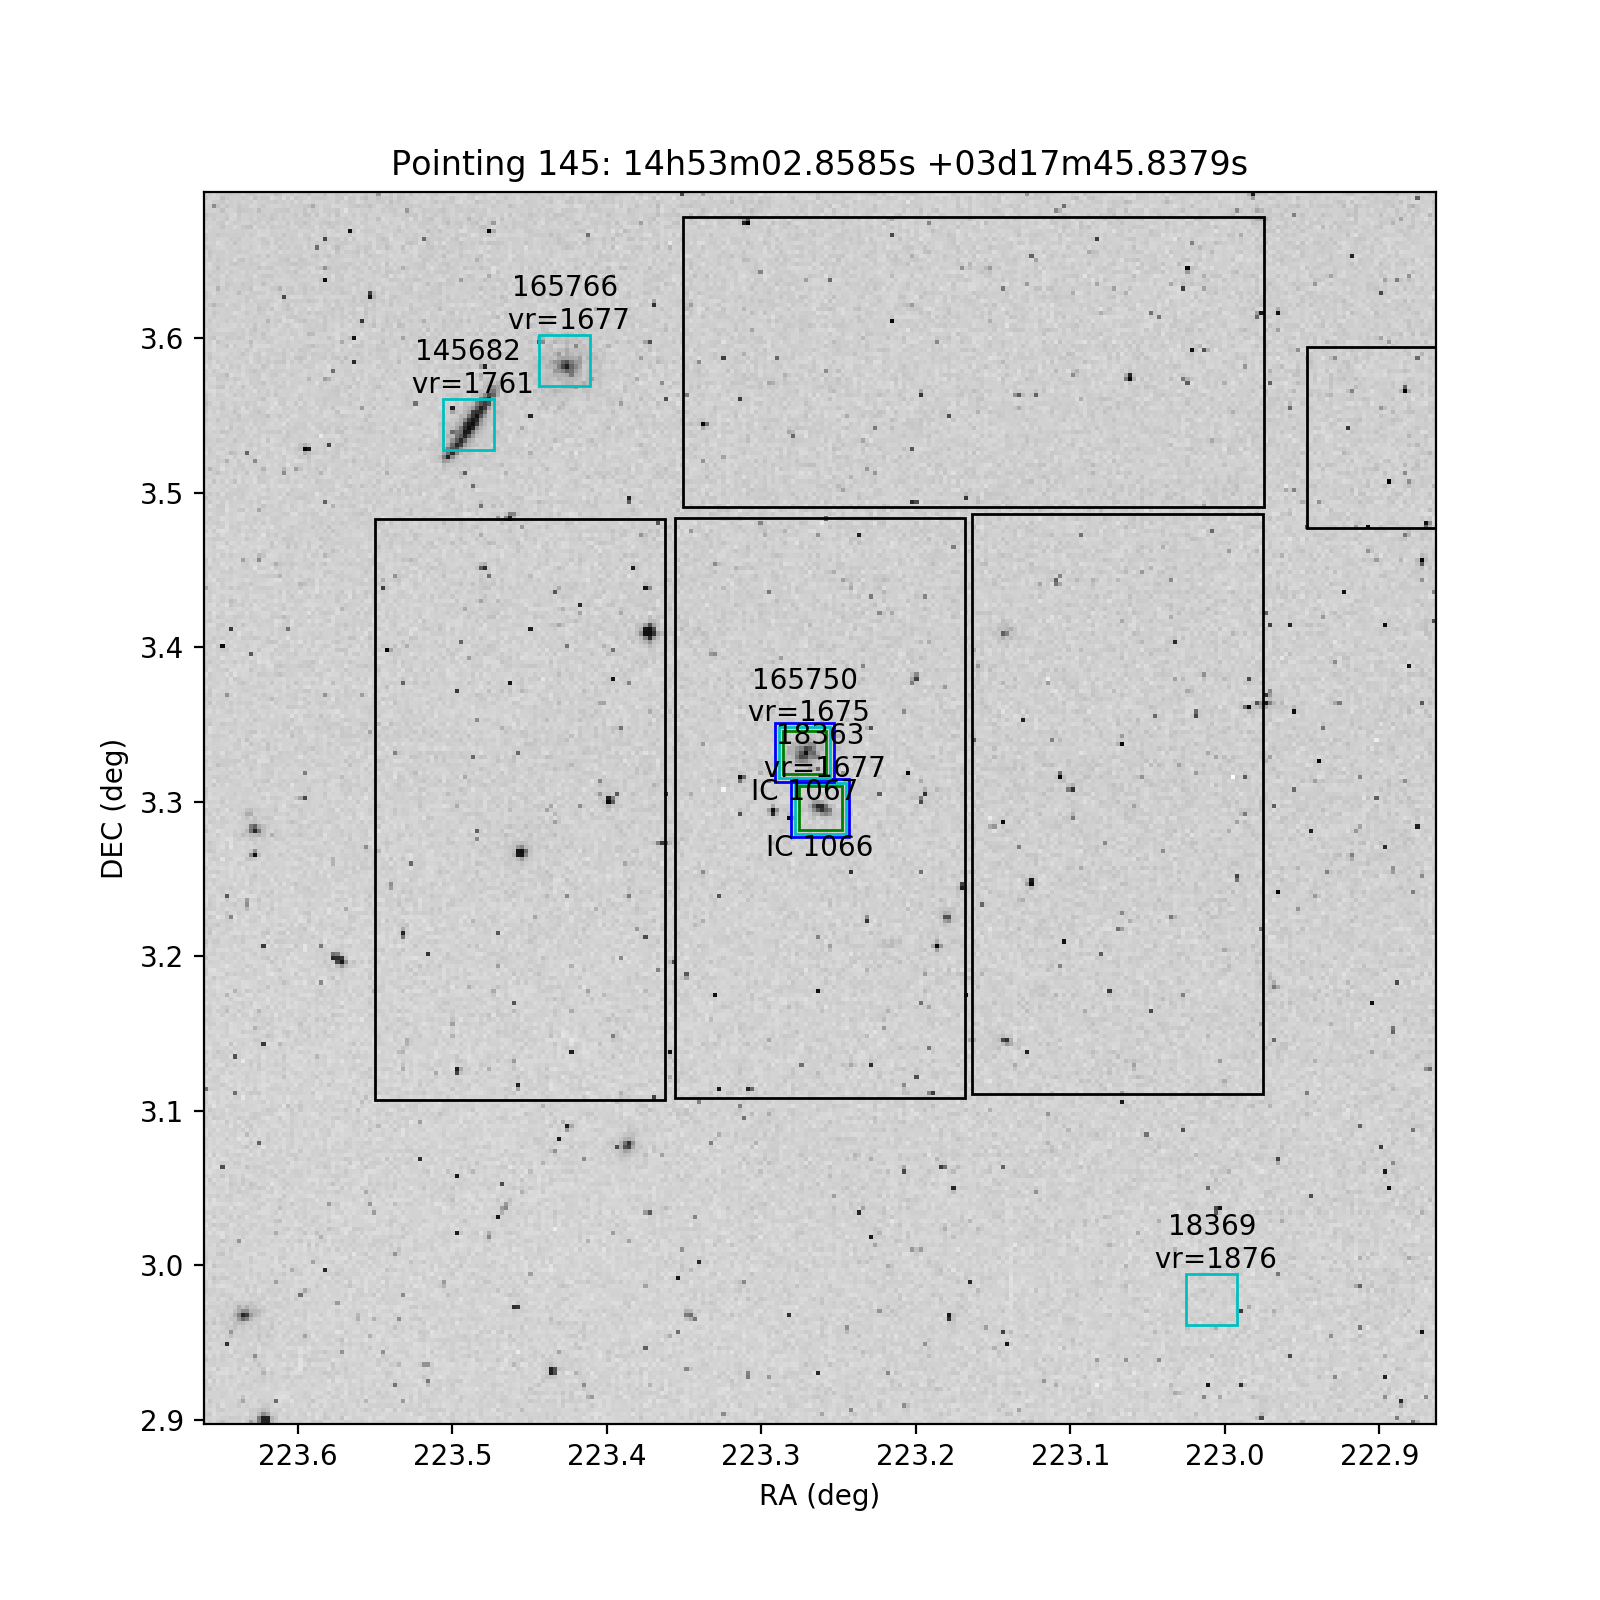 Pointing 145: 14h53m02.8585s +03d17m45.8379s
165766
vr=1677
145682
vr=1761
165750
vr=1675
18363
vr=1677
IC 1067
IC 1066
18369
vr=1876
3.6
3.5
3.4
3.3
3.2
3.1
3.0
2.9
DEC (deg)
223.6 223.5 223.4 223.3 223.2 223.1 223.0 222.9
RA (deg)